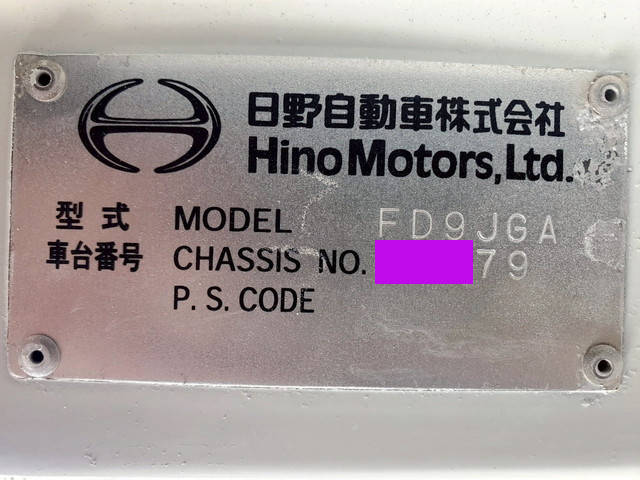 日野自動車株式会社
Hino Motors, Ltd.
型式 MODEL FD9JGA
車台番号 CHASSIS NO. 79
P. S. CODE